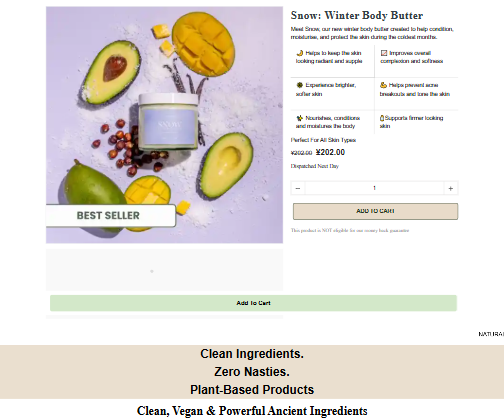 Snow: Winter Body Butter
Meet Snow, our new winter body butter created to help condition,
moisturise, and protect the skin during the coldest months.
Helps to keep the skin
looking radiant and supple
Improves overall
complexion and softness
Experience brighter,
softer skin
Helps prevent acne
breakouts and tone the skin
Nourishes, conditions
and moistures the body
Supports firmer looking
skin
Perfect For All Skin Types
¥202.00 ¥202.00
Dispatched Next Day
− 1 +
ADD TO CART
This product is NOT eligible for our money back guarantee
BEST SELLER
Add To Cart
NATURAL
Clean Ingredients.
Zero Nasties.
Plant-Based Products
Clean, Vegan & Powerful Ancient Ingredients